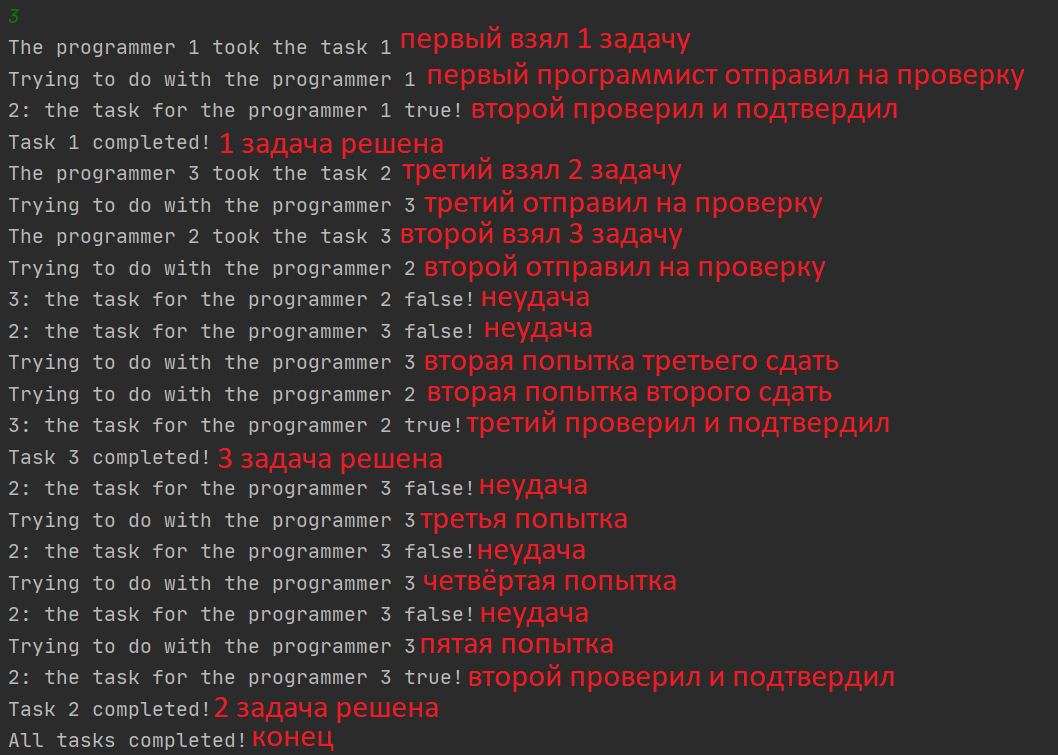 3
The programmer 1 took the task 1 первый взял 1 задачу
Trying to do with the programmer 1 первый программист отправил на проверку
2: the task for the programmer 1 true! второй проверил и подтвердил
Task 1 completed! 1 задача решена
The programmer 3 took the task 2 третий взял 2 задачу
Trying to do with the programmer 3 третий отправил на проверку
The programmer 2 took the task 3 второй взял 3 задачу
Trying to do with the programmer 2 второй отправил на проверку
3: the task for the programmer 2 false! неудача
2: the task for the programmer 3 false! неудача
Trying to do with the programmer 3 вторая попытка третьего сдать
Trying to do with the programmer 2 вторая попытка второго сдать
3: the task for the programmer 2 true! третий проверил и подтвердил
Task 3 completed! 3 задача решена
2: the task for the programmer 3 false! неудача
Trying to do with the programmer 3 третья попытка
2: the task for the programmer 3 false! неудача
Trying to do with the programmer 3 четвёртая попытка
2: the task for the programmer 3 false! неудача
Trying to do with the programmer 3 пятая попытка
2: the task for the programmer 3 true! второй проверил и подтвердил
Task 2 completed! 2 задача решена
All tasks completed! конец